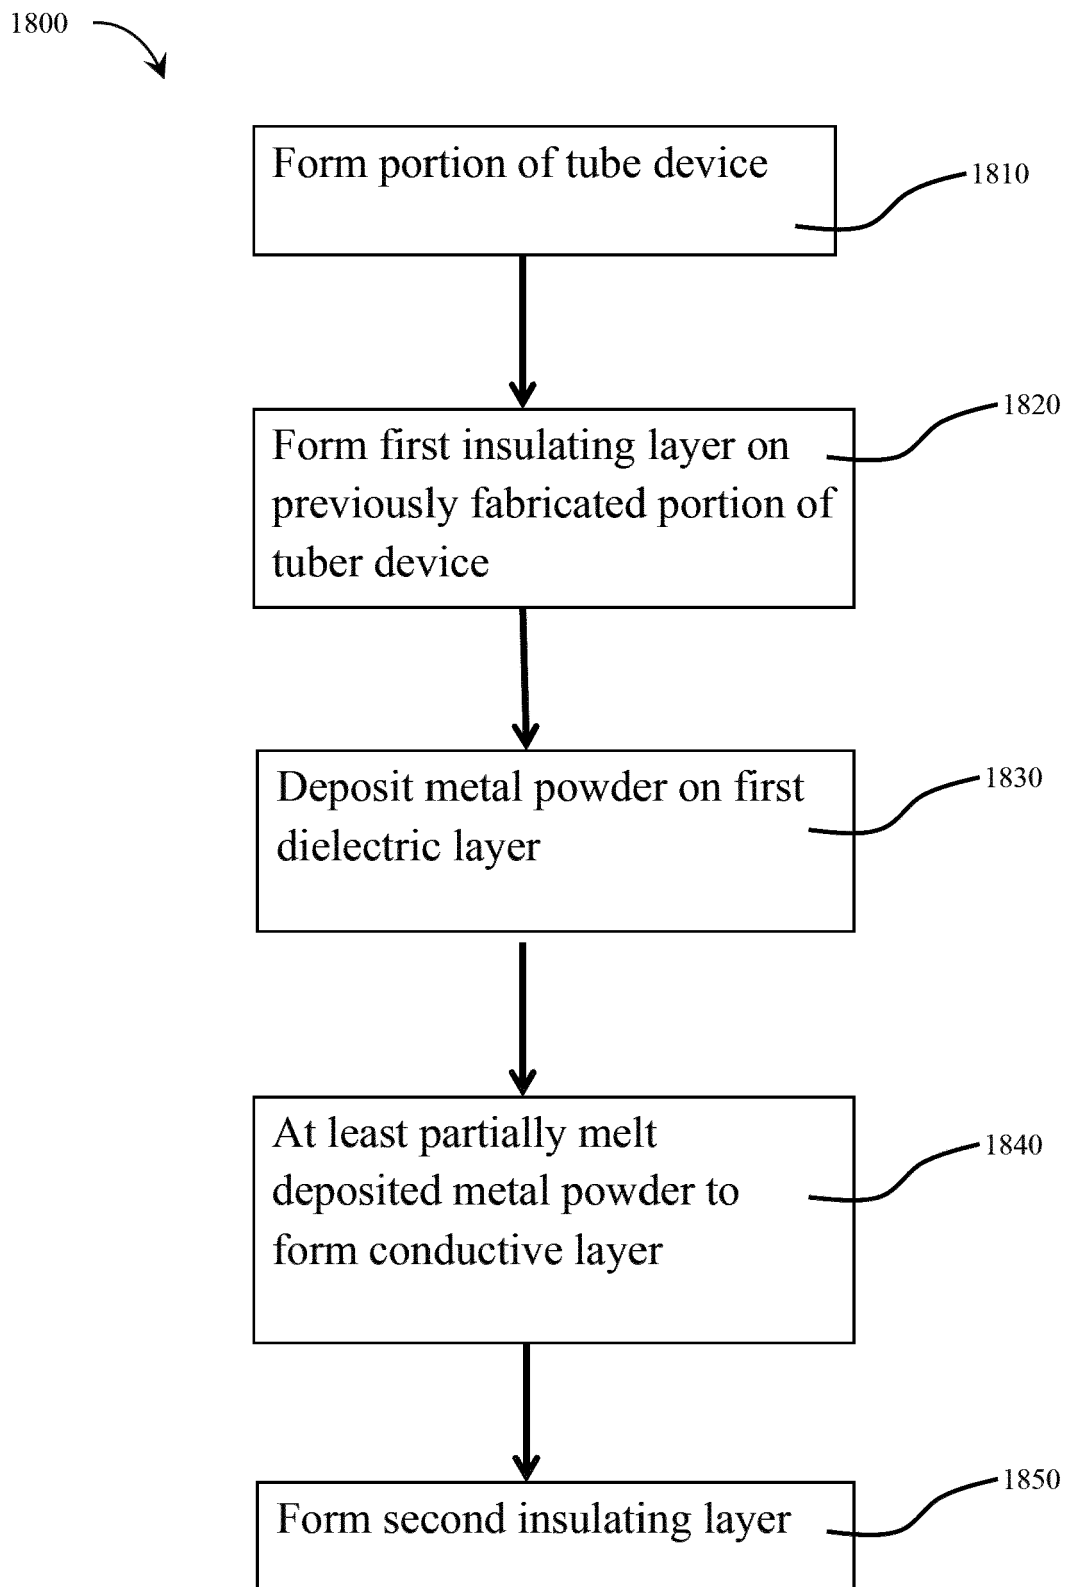 1800
Form portion of tube device
1810
Form first insulating layer on
previously fabricated portion of
tuber device
1820
Deposit metal powder on first
dielectric layer
1830
At least partially melt
deposited metal powder to
form conductive layer
1840
Form second insulating layer
1850